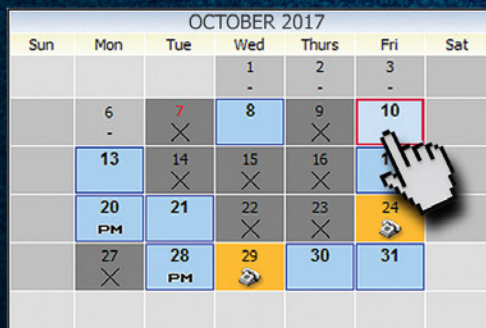 OCTOBER 2017
Sun Mon Tue Wed Thurs Fri Sat
1 2 3
- - -
6 7 8 9 10
-
13 14 15 16
20 21 22 23 24
PM
27 28 29 30 31
PM